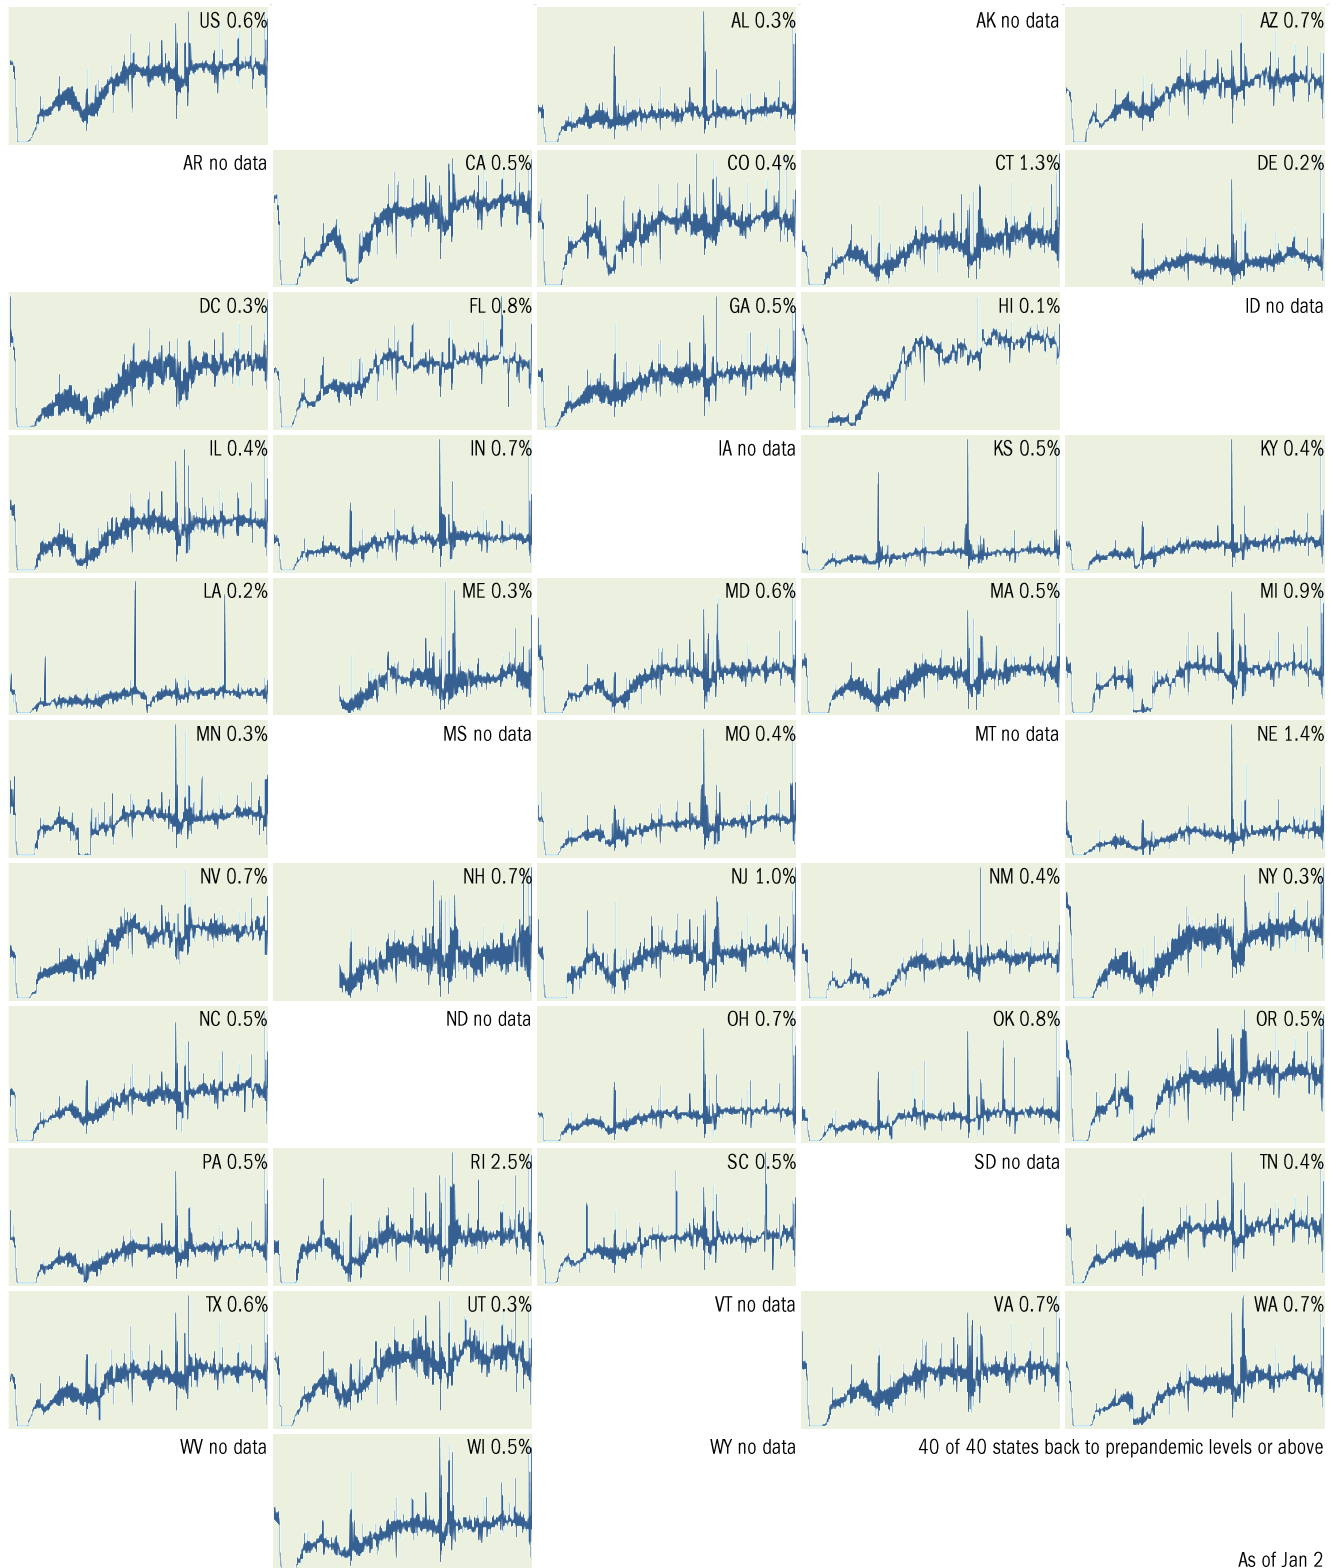 US 0.6%
AL 0.3%
AK no data
AZ 0.7%
AR no data
CA 0.5%
CO 0.4%
CT 1.3%
DE 0.2%
DC 0.3%
FL 0.8%
GA 0.5%
HI 0.1%
ID no data
IL 0.4%
IN 0.7%
IA no data
KS 0.5%
KY 0.4%
LA 0.2%
ME 0.3%
MD 0.6%
MA 0.5%
MI 0.9%
MN 0.3%
MS no data
MO 0.4%
MT no data
NE 1.4%
NV 0.7%
NH 0.7%
NJ 1.0%
NM 0.4%
NY 0.3%
NC 0.5%
ND no data
OH 0.7%
OK 0.8%
OR 0.5%
PA 0.5%
RI 2.5%
SC 0.5%
SD no data
TN 0.4%
TX 0.6%
UT 0.3%
VT no data
VA 0.7%
WA 0.7%
WV no data
WI 0.5%
WY no data
40 of 40 states back to prepandemic levels or above
As of Jan 2